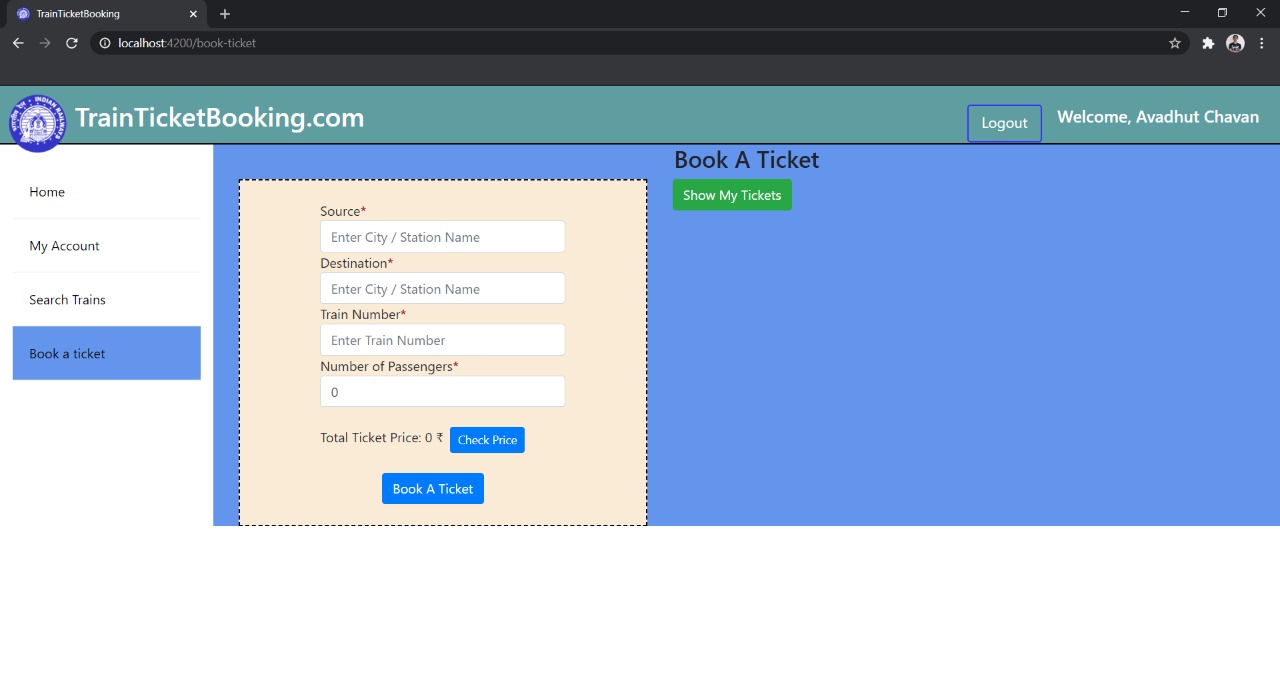 TrainTicketBooking
localhost:4200/book-ticket
TrainTicketBooking.com
Logout
Welcome, Avadhut Chavan
Home
My Account
Search Trains
Book a ticket
Book A Ticket
Show My Tickets
Source*
Enter City / Station Name
Destination*
Enter City / Station Name
Train Number*
Enter Train Number
Number of Passengers*
0
Total Ticket Price: 0 ₹ Check Price
Book A Ticket